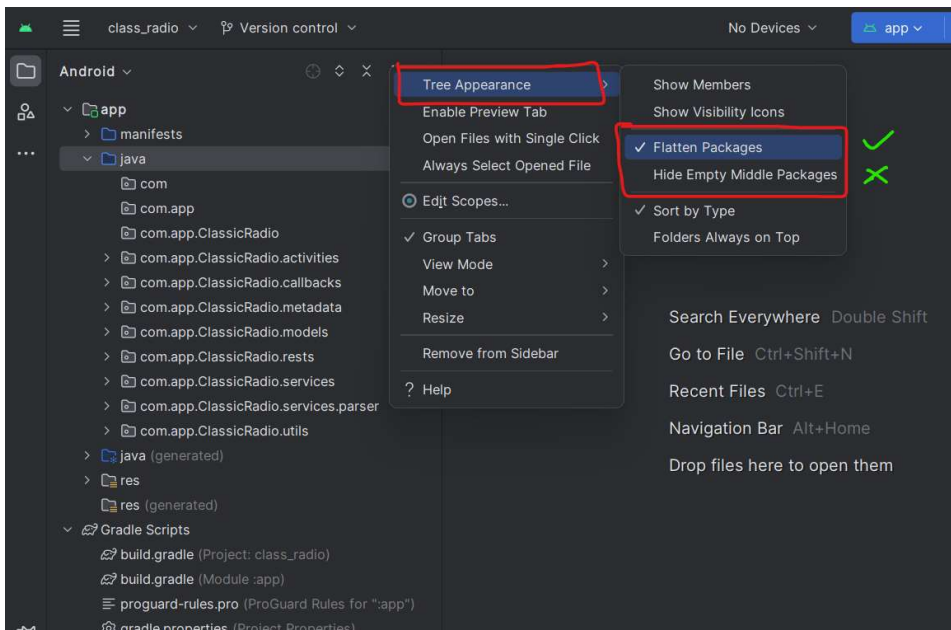 class_radio
Version control
No Devices
app
Android
app
manifests
java
com
com.app
com.app.ClassicRadio
com.app.ClassicRadio.activities
com.app.ClassicRadio.callbacks
com.app.ClassicRadio.metadata
com.app.ClassicRadio.models
com.app.ClassicRadio.rests
com.app.ClassicRadio.services
com.app.ClassicRadio.services.parser
com.app.ClassicRadio.utils
java (generated)
res
res (generated)
Gradle Scripts
build.gradle (Project: class_radio)
build.gradle (Module :app)
proguard-rules.pro (ProGuard Rules for ":app")
gradle.properties (Project Properties)
Tree Appearance
Enable Preview Tab
Open Files with Single Click
Always Select Opened File
Edit Scopes...
Group Tabs
View Mode
Move to
Resize
Remove from Sidebar
? Help
Show Members
Show Visibility Icons
Flatten Packages
Hide Empty Middle Packages
Sort by Type
Folders Always on Top
Search Everywhere Double Shift
Go to File Ctrl+Shift+N
Recent Files Ctrl+E
Navigation Bar Alt+Home
Drop files here to open them